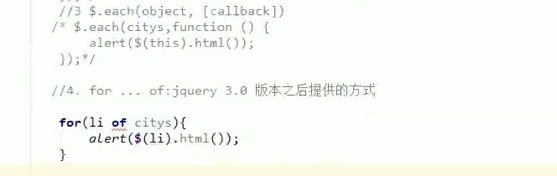 //3 $.each(object, [callback])
/* $.each(citys,function () {
alert($(this).html());
});*/
//4. for ... of:jquery 3.0 版本之后提供的方式
for(li of citys){
alert($(li).html());
}